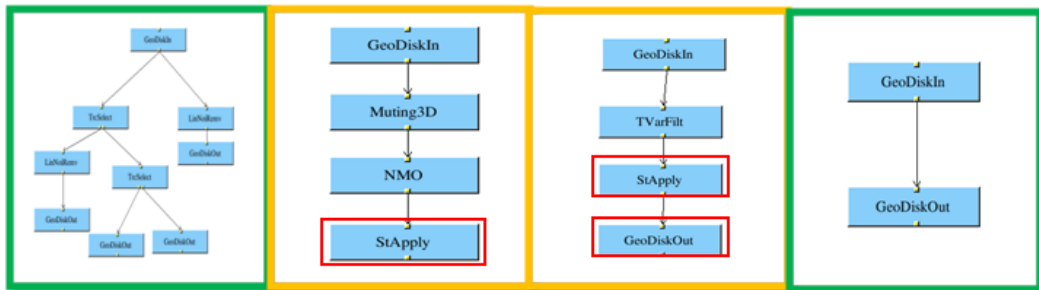 GeoDiskIn
TrcSelect
LinNoiRemv
LinNoiRemv
TrcSelect
GeoDiskOut
GeoDiskOut
GeoDiskOut
GeoDiskOut
GeoDiskIn
Muting3D
NMO
StApply
GeoDiskIn
TVarFilt
StApply
GeoDiskOut
GeoDiskIn
GeoDiskOut